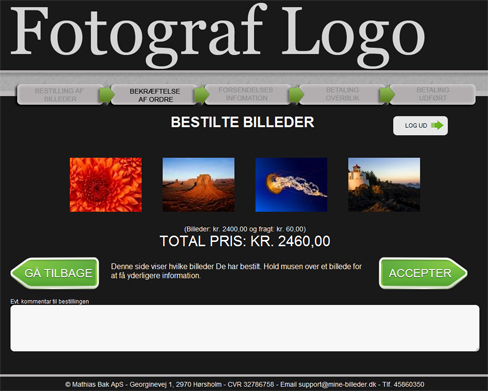 Fotograf Logo
BESTILLING AF
BILLEDER
BEKRÆFTELSE
AF ORDRE
FORSENDELSES
INFOMATION
BETALING
OVERBLIK
BETALING
UDFØRT
BESTILTE BILLEDER
LOG UD
(Billeder: kr. 2400,00 og fragt: kr. 60,00)
TOTAL PRIS: KR. 2460,00
GÅ TILBAGE
Denne side viser hvilke billeder De har bestilt. Hold musen over et billede for
at få yderligere information.
ACCEPTER
Evt. kommentar til bestillingen
© Mathias Bak ApS - Georginevej 1, 2970 Hørsholm - CVR 32786758 - Email support@mine-billeder.dk - Tlf. 45860350